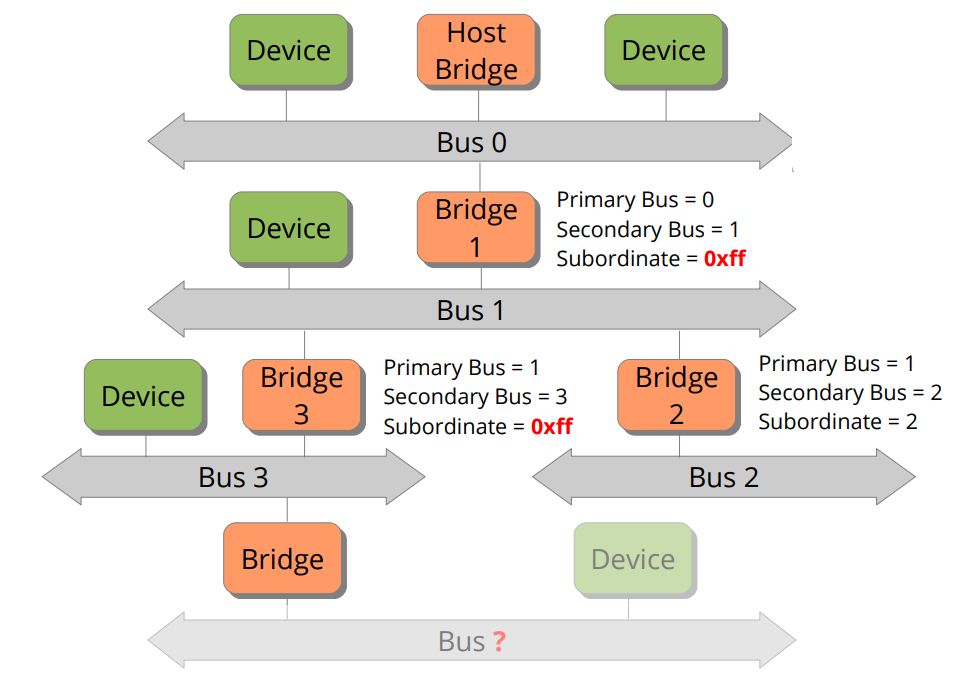 Device
Host
Bridge
Device
Bus 0
Device
Bridge
1
Primary Bus = 0
Secondary Bus = 1
Subordinate = 0xff
Bus 1
Device
Bridge
3
Primary Bus = 1
Secondary Bus = 3
Subordinate = 0xff
Bridge
2
Primary Bus = 1
Secondary Bus = 2
Subordinate = 2
Bus 3
Bus 2
Bridge
Device
Bus ?